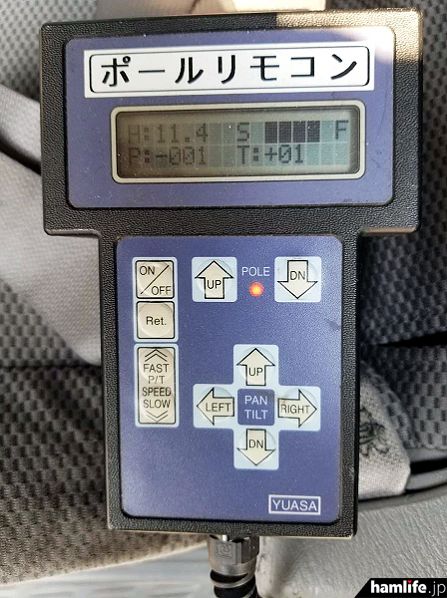 ポールリモコン
H:11.4 S F
P:-001 T:+01
ON/OFF
UP
POLE
DN
Ret.
FAST
P/T
SPEED
SLOW
UP
LEFT
PAN
TILT
RIGHT
DN
YUASA
hamlife.jp